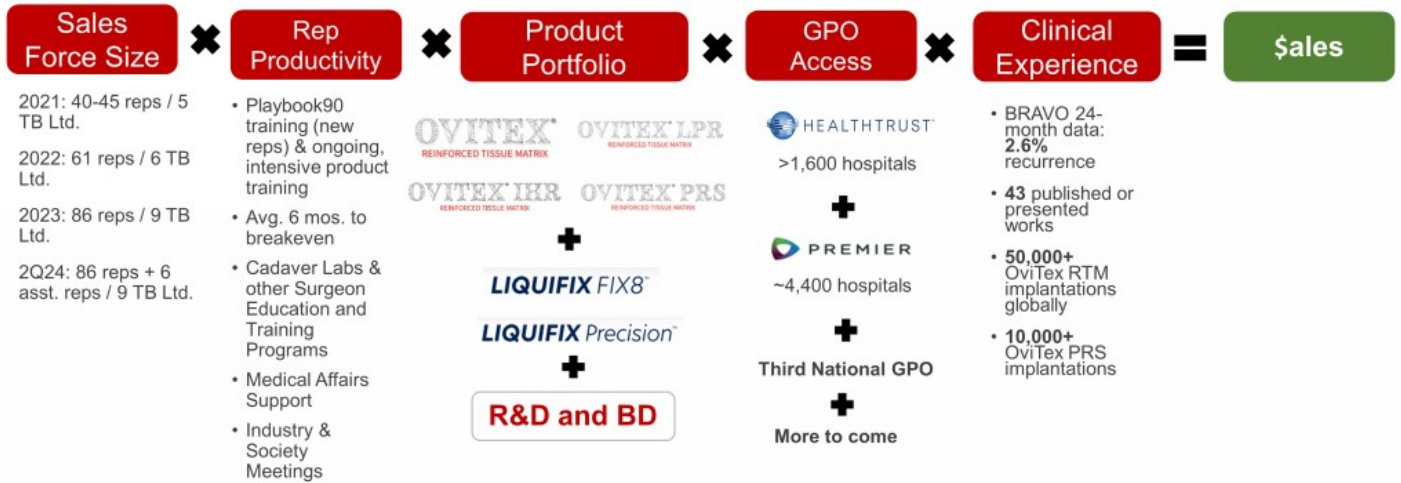 Sales
Force Size
Rep
Productivity
Product
Portfolio
GPO
Access
Clinical
Experience
$ales
2021: 40-45 reps / 5
TB Ltd.
2022: 61 reps / 6 TB
Ltd.
2023: 86 reps / 9 TB
Ltd.
2Q24: 86 reps + 6
asst. reps / 9 TB Ltd.
• Playbook90
training (new
reps) & ongoing,
intensive product
training
• Avg. 6 mos. to
breakeven
• Cadaver Labs &
other Surgeon
Education and
Training
Programs
• Medical Affairs
Support
• Industry &
Society
Meetings
OVITEX®
REINFORCED TISSUE MATRIX
OVITEX® LPR
REINFORCED TISSUE MATRIX
OVITEX® IHR
REINFORCED TISSUE MATRIX
OVITEX® PRS
REINFORCED TISSUE MATRIX
LIQUIFIX FIX8™
LIQUIFIX Precision™
R&D and BD
HEALTHTRUST®
>1,600 hospitals
PREMIER
~4,400 hospitals
Third National GPO
More to come
• BRAVO 24-
month data:
2.6%
recurrence
• 43 published or
presented
works
• 50,000+
OviTex RTM
implantations
globally
• 10,000+
OviTex PRS
implantations